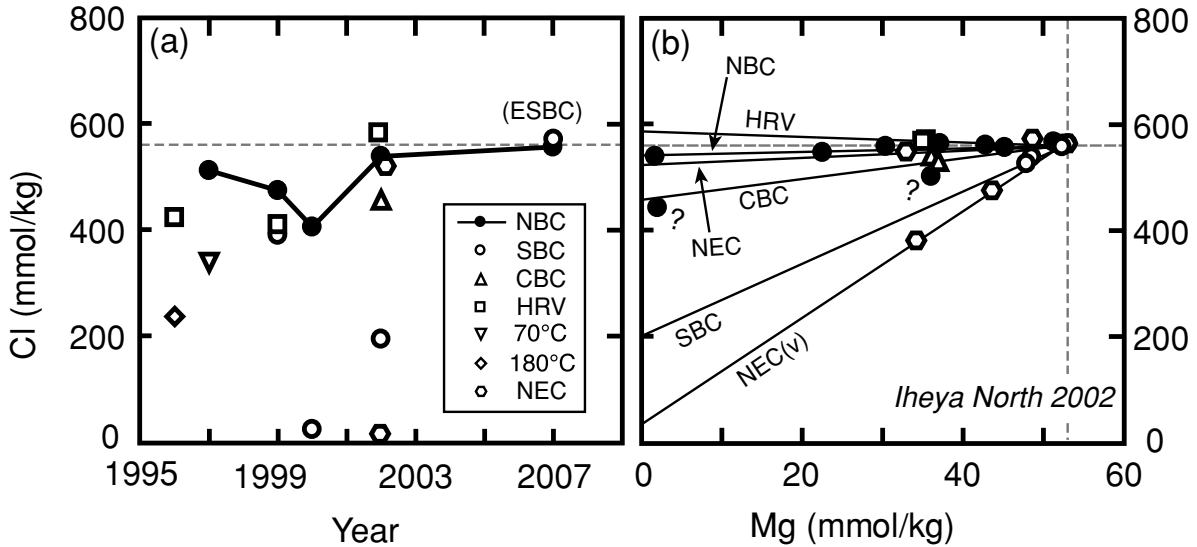 (a)
Cl (mmol/kg)
800
600
400
200
0
(ESBC)
NBC
SBC
CBC
HRV
70°C
180°C
NEC
1995
1999
2003
2007
Year
(b)
NBC
HRV
CBC
?
?
NEC
SBC
NEC(v)
Iheya North 2002
800
600
400
200
0
0
20
40
60
Mg (mmol/kg)